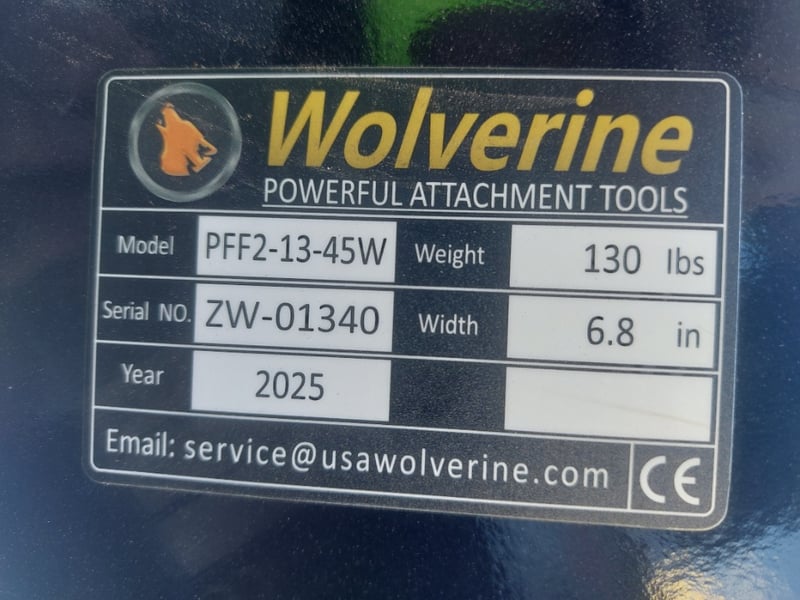 Wolverine
POWERFUL ATTACHMENT TOOLS
Model PFF2-13-45W Weight 130 lbs
Serial NO. ZW-01340 Width 6.8 in
Year 2025
Email: service@usawolverine.com CE